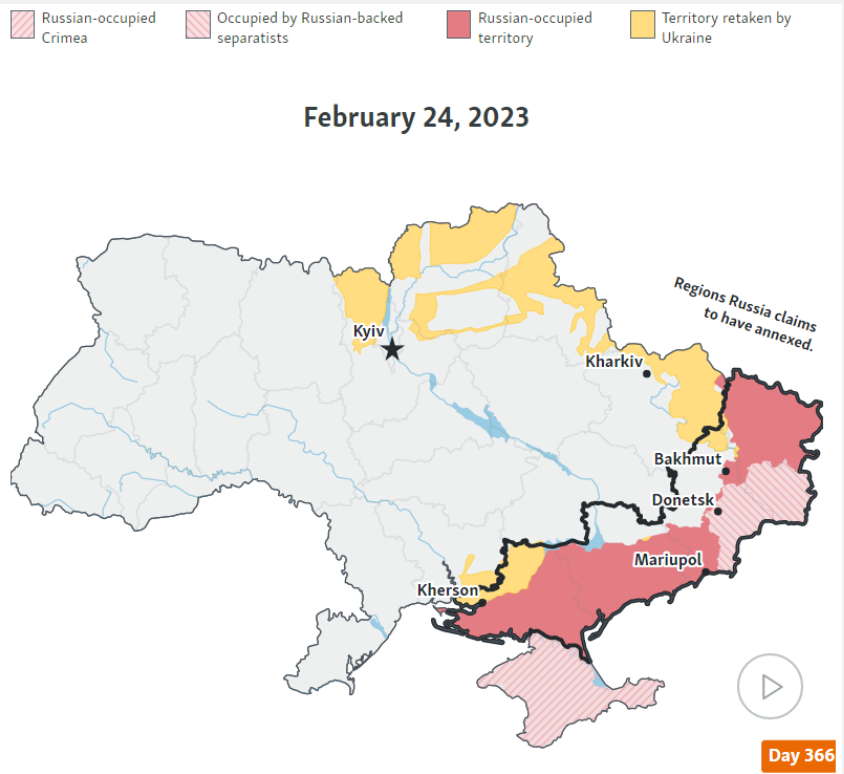 Russian-occupied
Crimea
Occupied by Russian-backed
separatists
Russian-occupied
territory
Territory retaken by
Ukraine
February 24, 2023
Regions Russia claims
to have annexed.
Kyiv
Kharkiv
Bakhmut
Donetsk
Mariupol
Kherson
Day 366